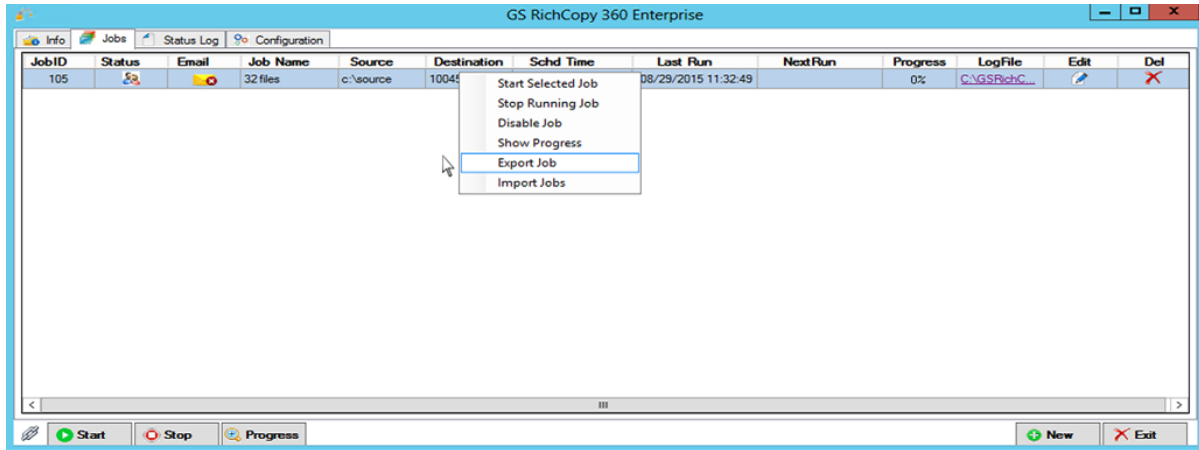 GS RichCopy 360 Enterprise
Info Jobs Status Log Configuration
JobID Status Email Job Name Source Destination Schd Time Last Run NextRun Progress LogFile Edit Del
105 32 files c:\source 1004 08/29/2015 11:32:49 0% C:\GSRichC...
Start Selected Job
Stop Running Job
Disable Job
Show Progress
Export Job
Import Jobs
Start Stop Progress New Exit